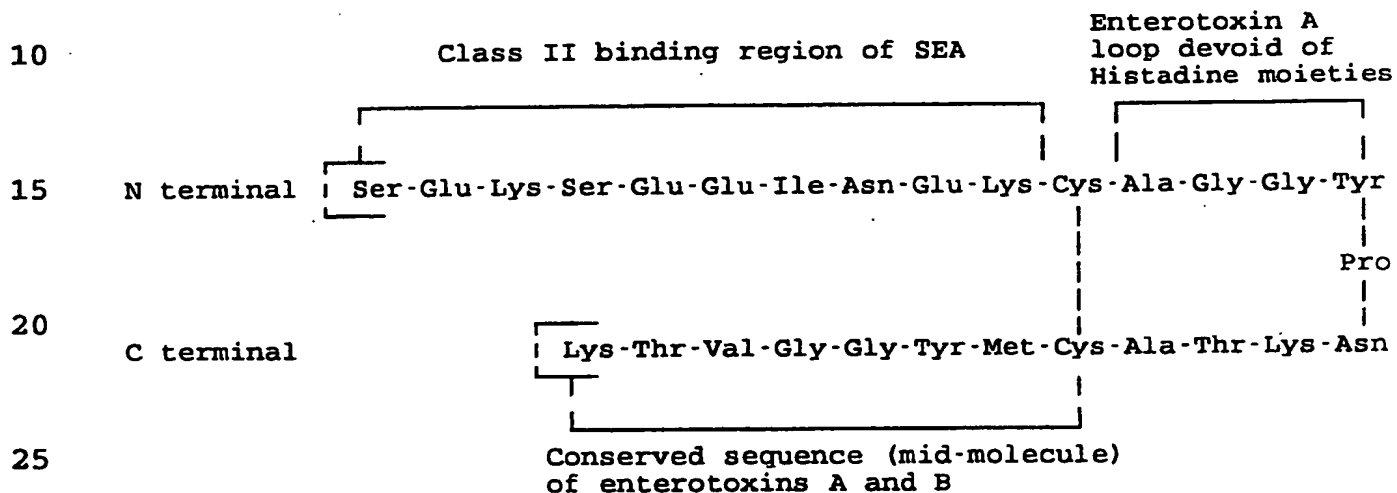 Enterotoxin A
10 Class II binding region of SEA loop devoid of
Histadine moieties
15 N terminal Ser-Glu-Lys-Ser-Glu-Glu-Ile-Asn-Glu-Lys-Cys-Ala-Gly-Gly-Tyr
Pro
20
C terminal Lys-Thr-Val-Gly-Gly-Tyr-Met-Cys-Ala-Thr-Lys-Asn
25 Conserved sequence (mid-molecule)
of enterotoxins A and B